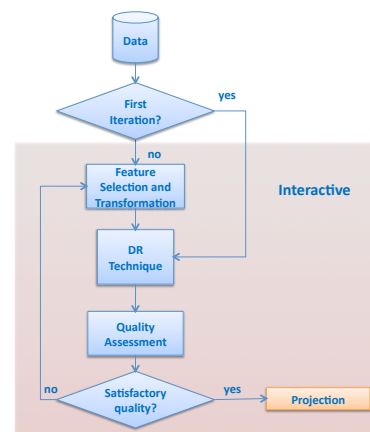 Data
First
Iteration?
yes
no
Feature
Selection and
Transformation
Interactive
DR
Technique
Quality
Assessment
no
Satisfactory
quality?
yes
Projection